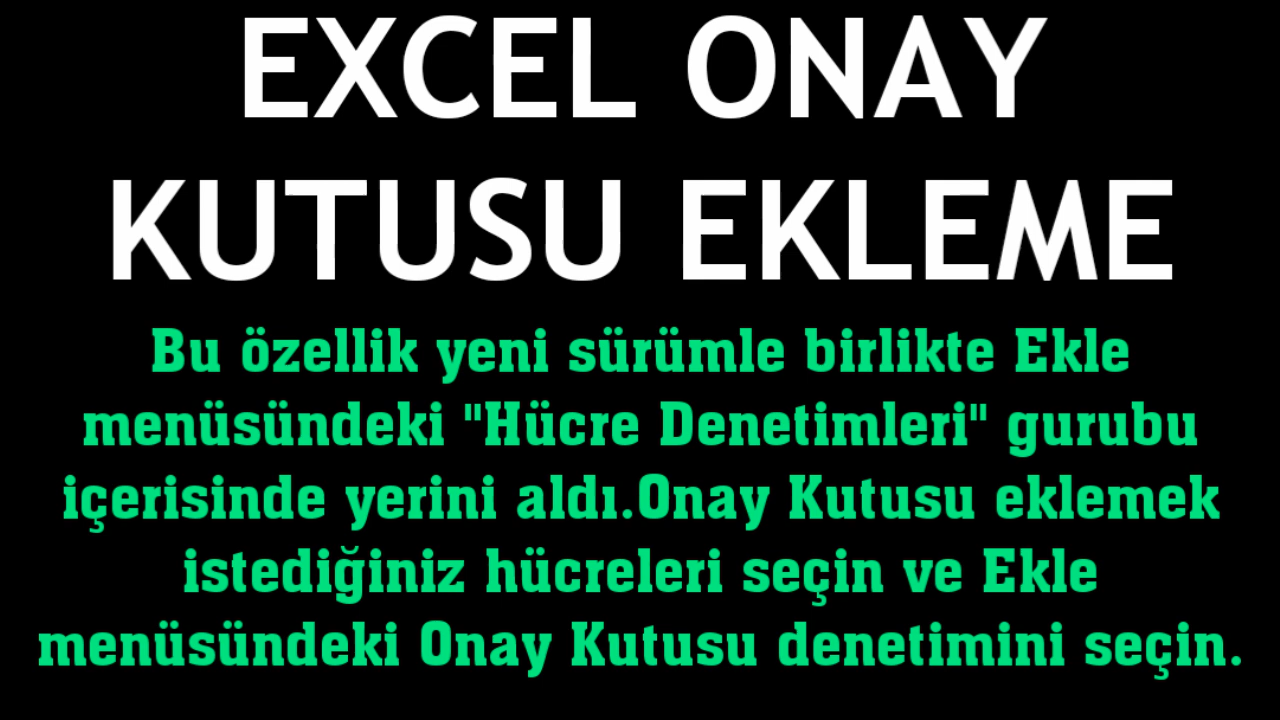 EXCEL ONAY
KUTUSU EKLEME
Bu özellik yeni sürümle birlikte Ekle
menüsündeki "Hücre Denetimleri" gurubu
içerisinde yerini aldı.Onay Kutusu eklemek
istediğiniz hücreleri seçin ve Ekle
menüsündeki Onay Kutusu denetimini seçin.